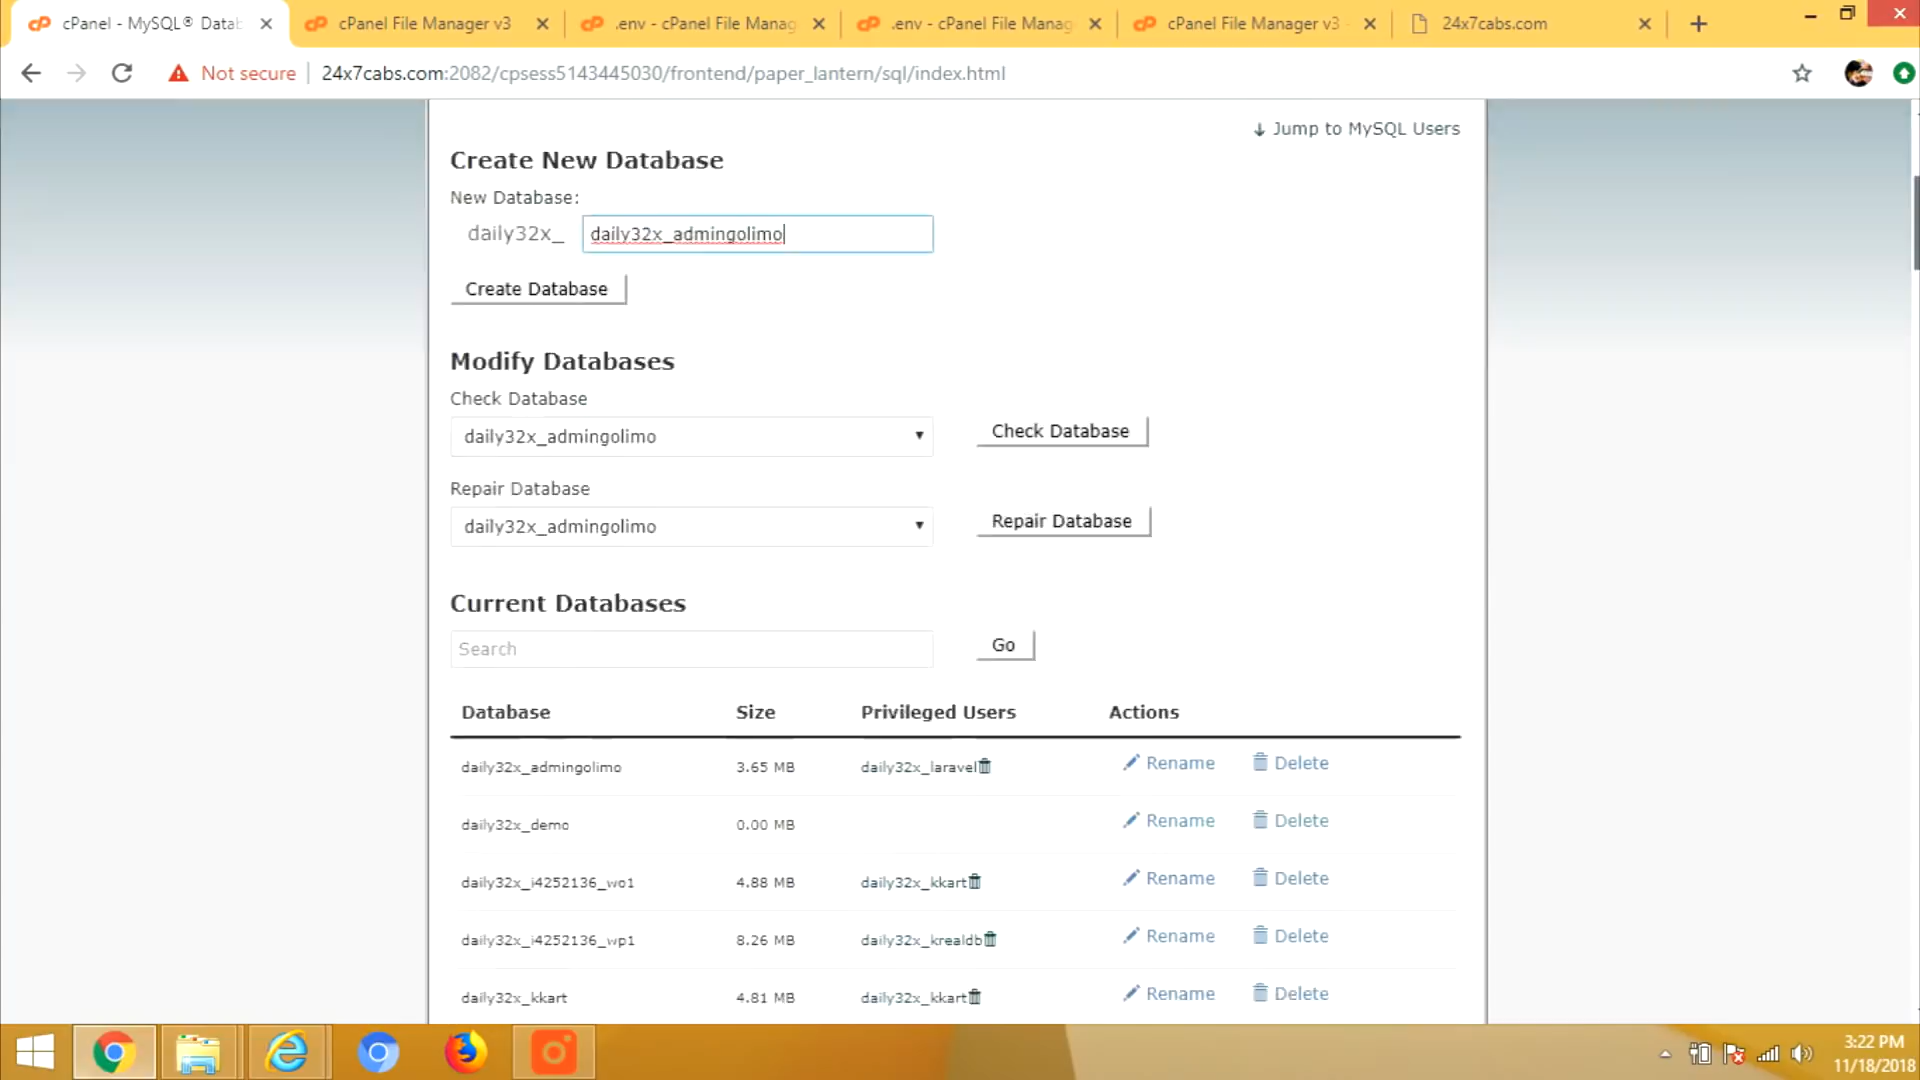 cPanel - MySQL® Datab
cPanel File Manager v3
.env - cPanel File Manag
.env - cPanel File Manag
cPanel File Manager v3
24x7cabs.com
Not secure
24x7cabs.com:2082/cpsess5143445030/frontend/paper_lantern/sql/index.html
Jump to MySQL Users
Create New Database
New Database:
daily32x_ daily32x_admingolimo
Create Database
Modify Databases
Check Database
daily32x_admingolimo Check Database
Repair Database
daily32x_admingolimo Repair Database
Current Databases
Search Go
Database Size Privileged Users Actions
daily32x_admingolimo 3.65 MB daily32x_laravel Rename Delete
daily32x_demo 0.00 MB Rename Delete
daily32x_i4252136_wo1 4.88 MB daily32x_kkart Rename Delete
daily32x_i4252136_wp1 8.26 MB daily32x_krealdb Rename Delete
daily32x_kkart 4.81 MB daily32x_kkart Rename Delete
3:22 PM
11/18/2018